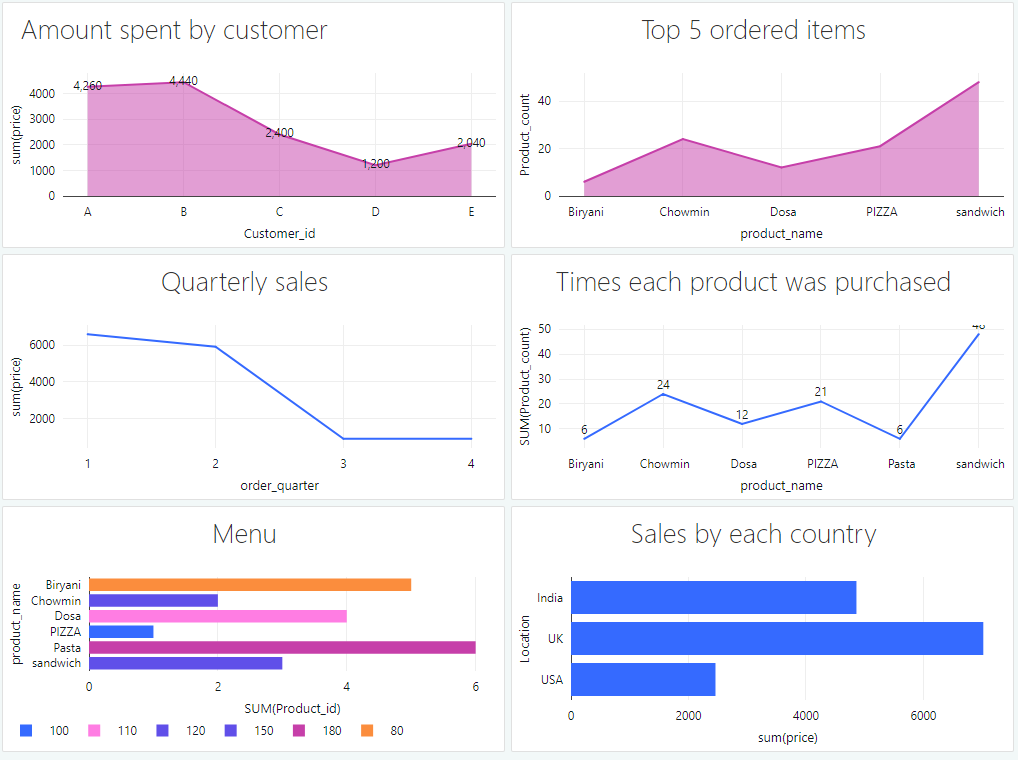 Amount spent by customer
4000
3000
2000
1000
0
sum(price)
4,260
4,440
2,400
1,200
2,040
A B C D E
Customer_id
Top 5 ordered items
40
20
0
Product_count
Biryani Chowmin Dosa PIZZA sandwich
product_name
Quarterly sales
6000
4000
2000
sum(price)
1 2 3 4
order_quarter
Times each product was purchased
50
40
30
20
10
SUM(Product_count)
6 24 12 21 6
Biryani Chowmin Dosa PIZZA Pasta sandwich
product_name
Menu
product_name
Biryani
Chowmin
Dosa
PIZZA
Pasta
sandwich
0 2 4 6
SUM(Product_id)
100 110 120 150 180 80
Sales by each country
Location
India
UK
USA
0 2000 4000 6000
sum(price)